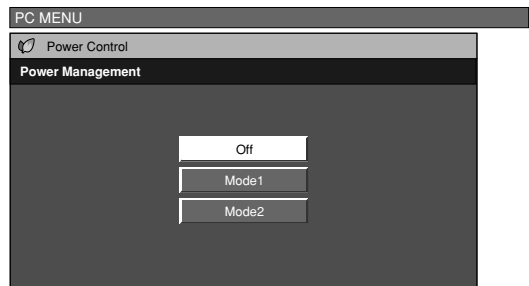 PC MENU
Power Control
Power Management
Off
Mode1
Mode2